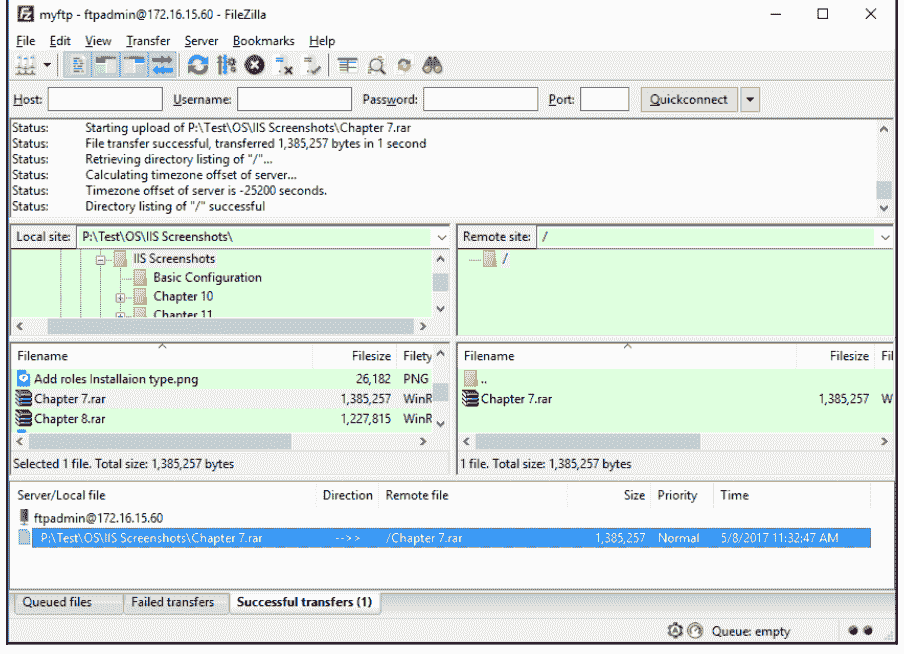 myftp - ftpadmin@172.16.15.60 - FileZilla
File Edit View Transfer Server Bookmarks Help
Host: Username: Password: Port: Quickconnect
Status: Starting upload of P:\Test\OS\IIS Screenshots\Chapter 7.rar
Status: File transfer successful, transferred 1,385,257 bytes in 1 second
Status: Retrieving directory listing of "/"...
Status: Calculating timezone offset of server...
Status: Timezone offset of server is -25200 seconds.
Status: Directory listing of "/" successful
Local site: P:\Test\OS\IIS Screenshots\ Remote site: /
IIS Screenshots /
Basic Configuration
Chapter 10
Chapter 11
Filename Filesize Filety Filename Filesize Fil
Add roles Installaion type.png 26,182 PNG ..
Chapter 7.rar 1,385,257 WinR Chapter 7.rar 1,385,257 W
Chapter 8.rar 1,227,815 WinR
Selected 1 file. Total size: 1,385,257 bytes 1 file. Total size: 1,385,257 bytes
Server/Local file Direction Remote file Size Priority Time
ftpadmin@172.16.15.60
P:\Test\OS\IIS Screenshots\Chapter 7.rar -->> /Chapter 7.rar 1,385,257 Normal 5/8/2017 11:32:47 AM
Queued files Failed transfers Successful transfers (1)
Queue: empty